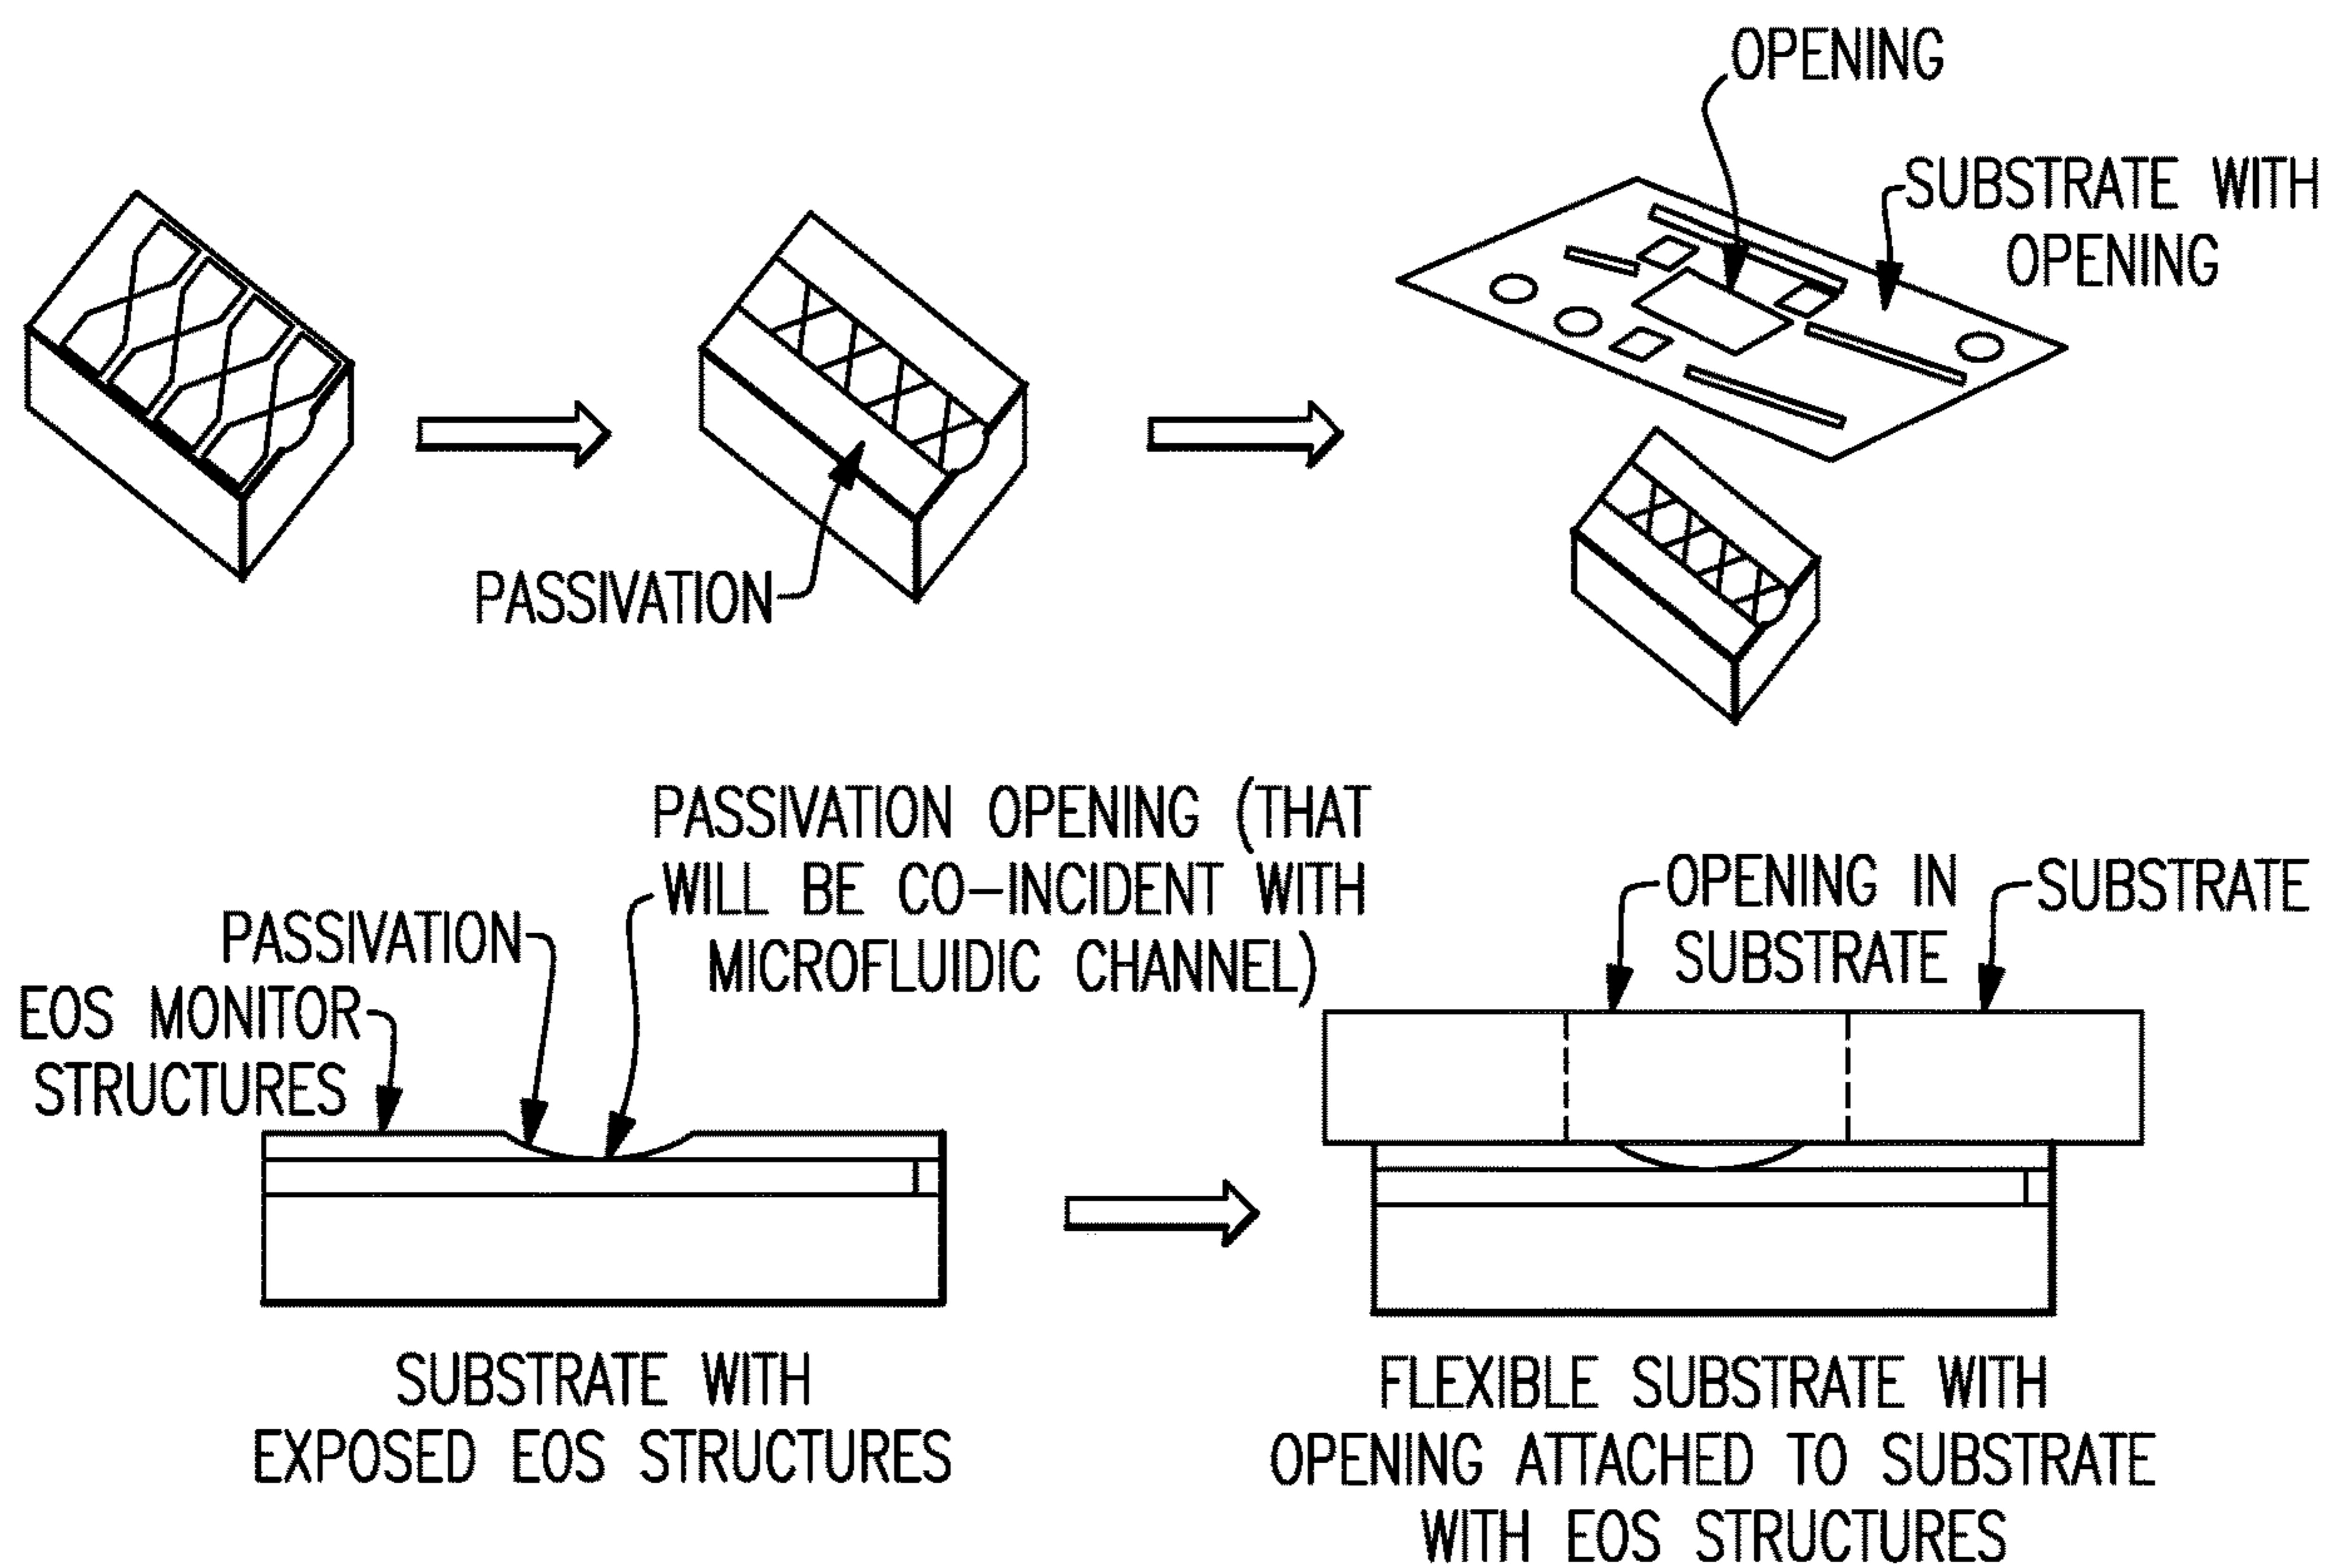 OPENING
SUBSTRATE WITH
OPENING
PASSIVATION
PASSIVATION OPENING (THAT
WILL BE CO-INCIDENT WITH
MICROFLUIDIC CHANNEL)
PASSIVATION
EOS MONITOR
STRUCTURES
OPENING IN
SUBSTRATE
SUBSTRATE
SUBSTRATE WITH
EXPOSED EOS STRUCTURES
FLEXIBLE SUBSTRATE WITH
OPENING ATTACHED TO SUBSTRATE
WITH EOS STRUCTURES